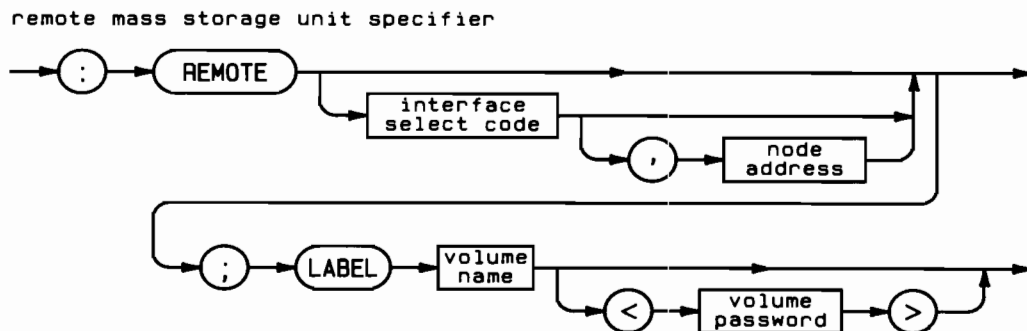 remote mass storage unit specifier
: REMOTE
interface
select code
, node
address
; LABEL volume
name
< volume
password >